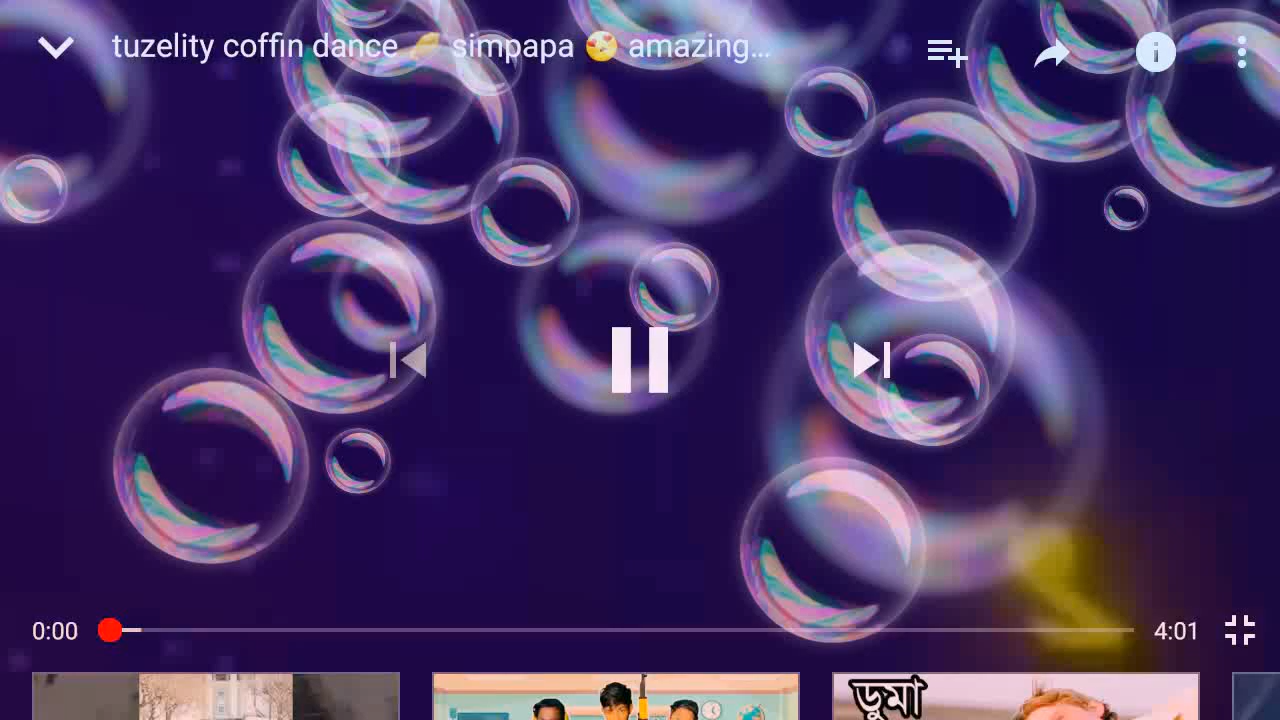 tuzelity coffin dance 🌶️ simpapa 😍 amazing...
0:00
4:01
ডুমা